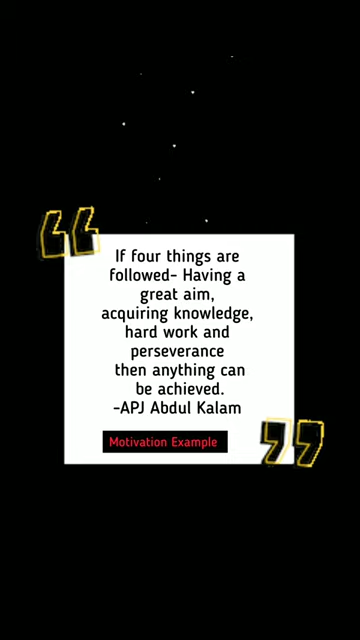 If four things are
followed- Having a
great aim,
acquiring knowledge,
hard work and
perseverance
then anything can
be achieved.
-APJ Abdul Kalam
Motivation Example